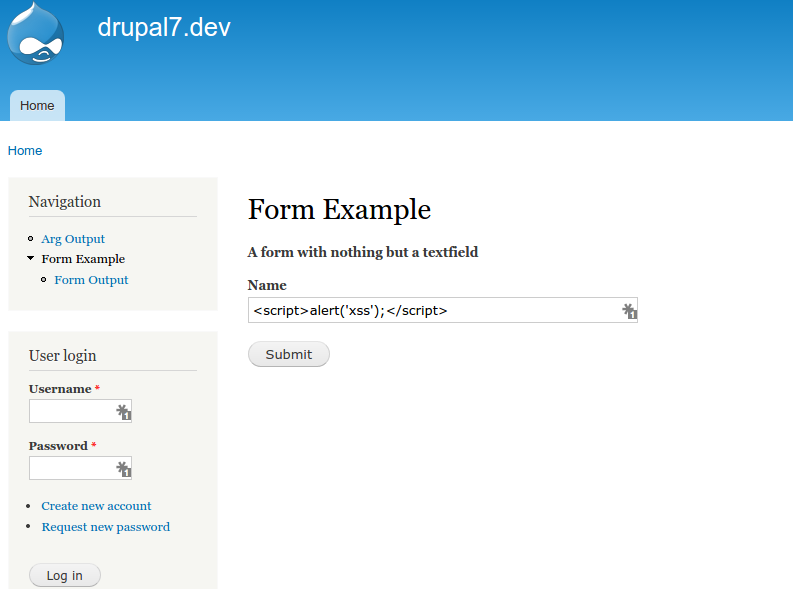 drupal7.dev
Home
Home
Navigation
Arg Output
Form Example
Form Output
User login
Username *
Password *
Create new account
Request new password
Log in
Form Example
A form with nothing but a textfield
Name
<script>alert('xss');</script>
Submit